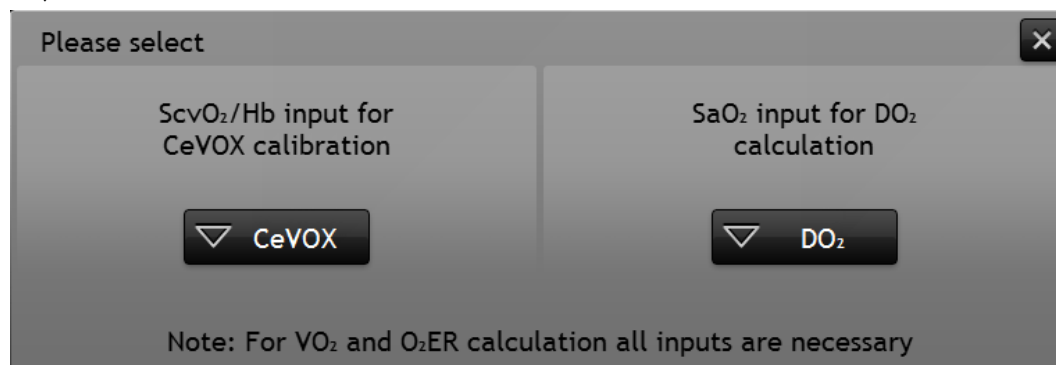 Please select
ScvO₂/Hb input for
CeVOX calibration
SaO₂ input for DO₂
calculation
CeVOX
DO₂
Note: For VO₂ and O₂ER calculation all inputs are necessary